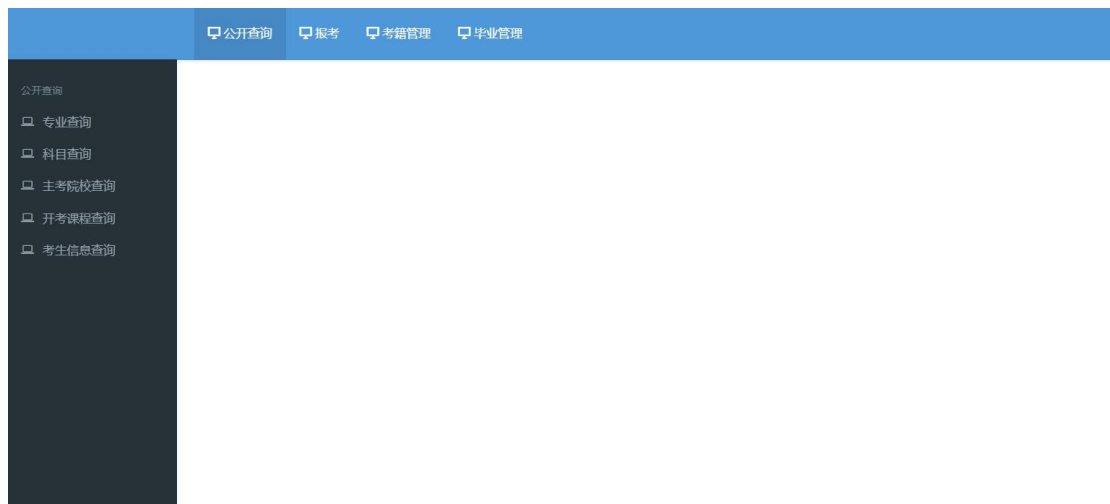 公开查询 报考 考籍管理 毕业管理
公开查询
专业查询
科目查询
主考院校查询
开考课程查询
考生信息查询